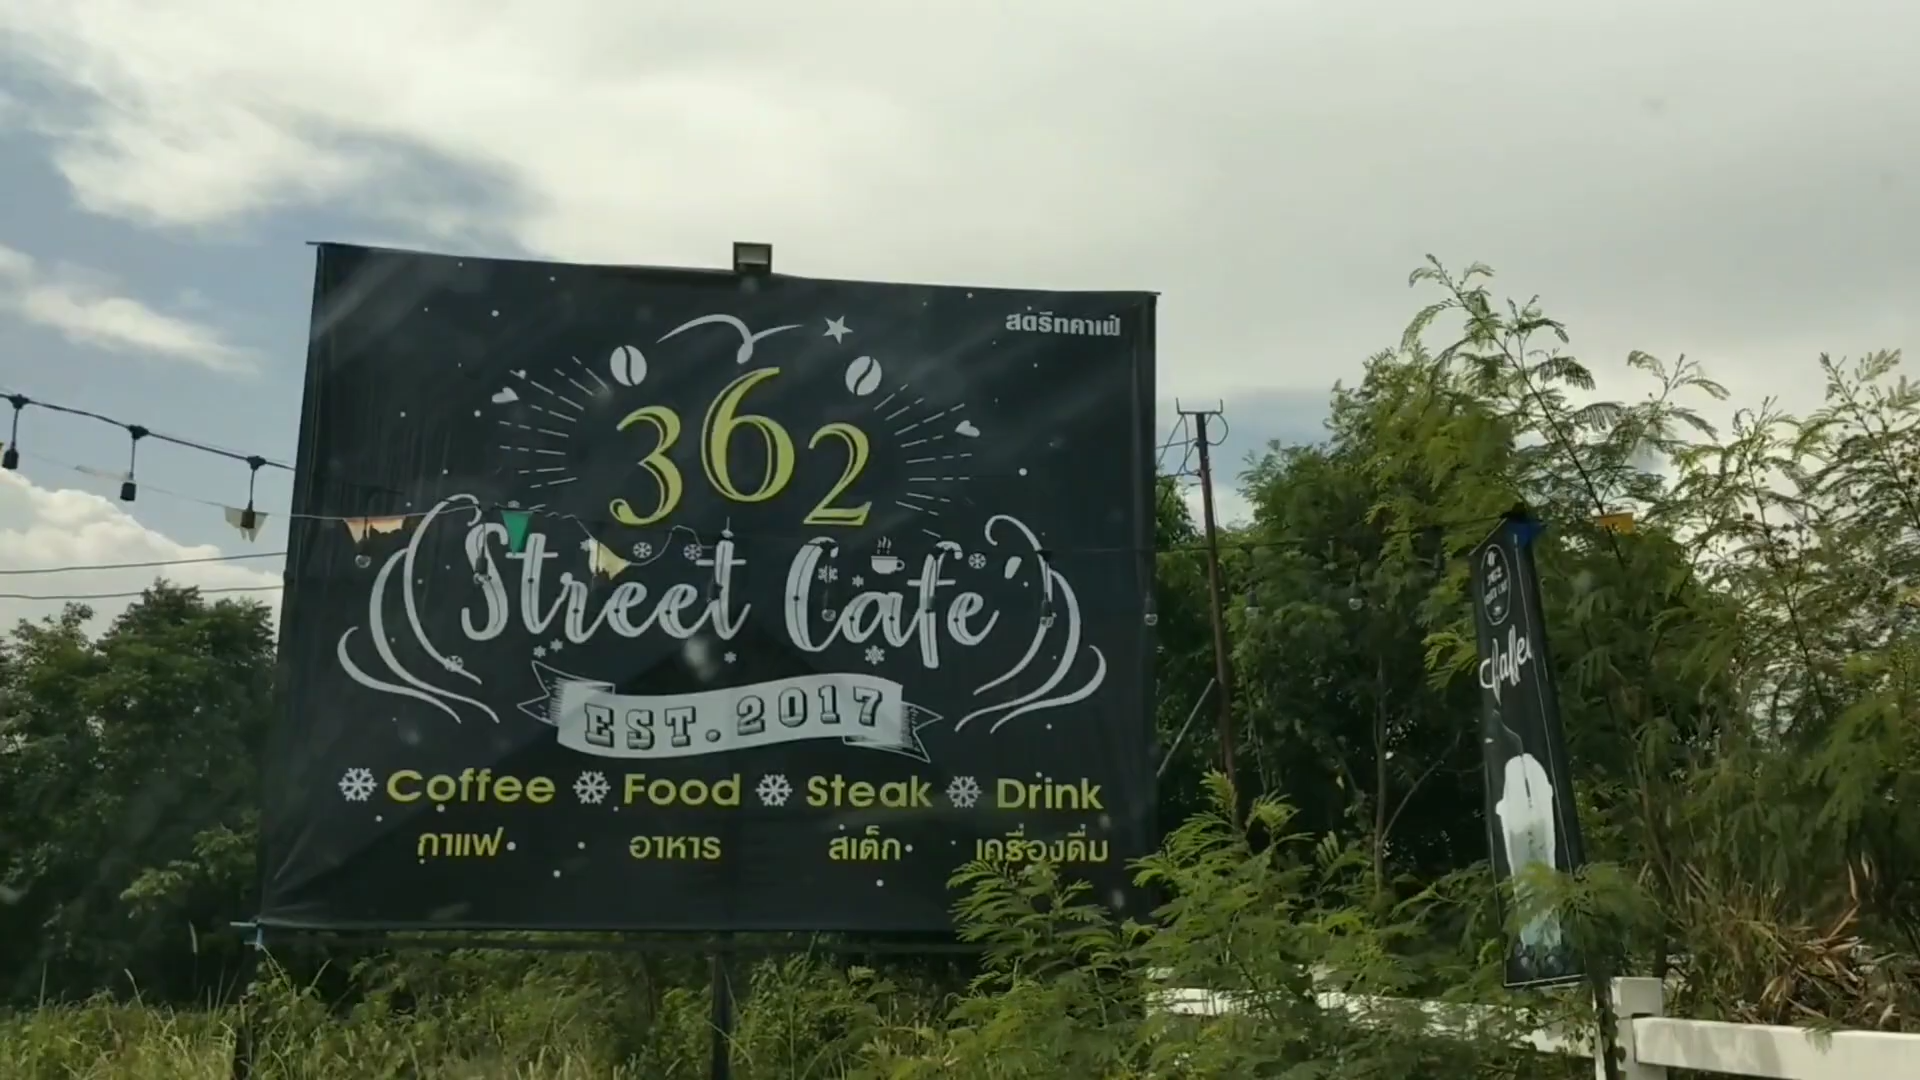 สตรีทคาเฟ่
362
Street Cafe'
EST. 2017
Coffee Food Steak Drink
กาแฟ อาหาร สเต็ก เครื่องดื่ม